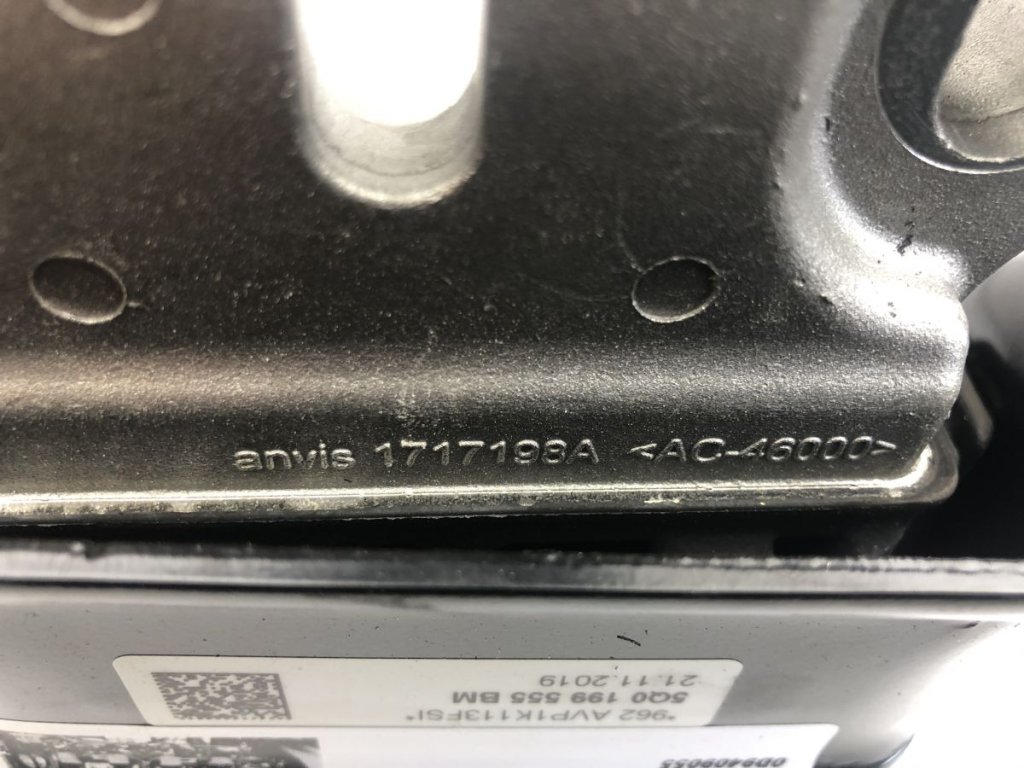 anvis 1717198A <AC-46000>
*962 AVP1K113FSI*
5Q0 199 555 BM
21.11.2019